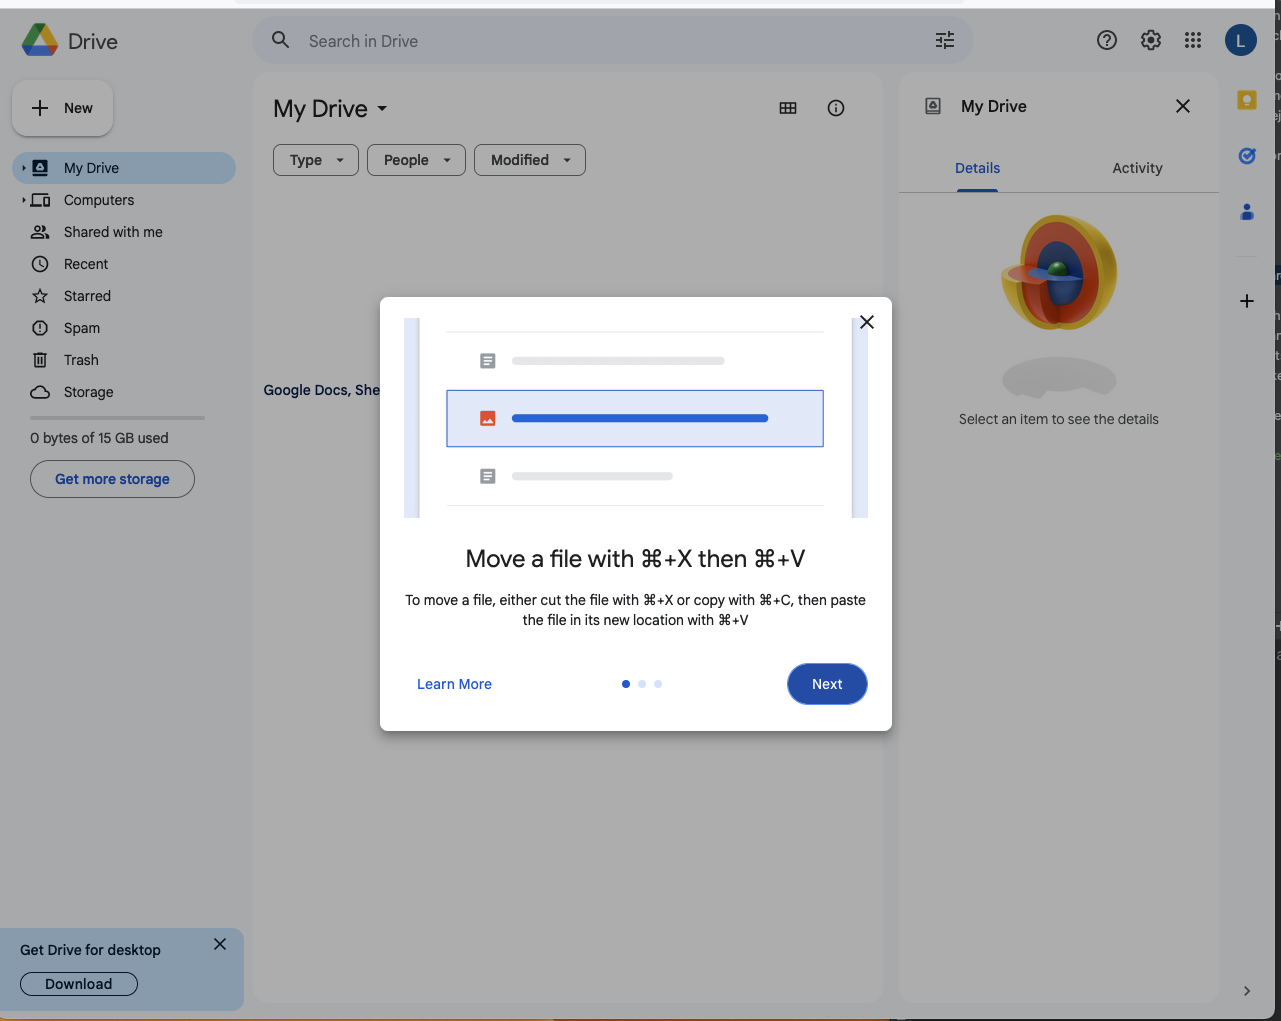 Drive
Search in Drive
L
New
My Drive
Computers
Shared with me
Recent
Starred
Spam
Trash
Storage
0 bytes of 15 GB used
Get more storage
My Drive
Type
People
Modified
Google Docs, She
My Drive
Details
Activity
Select an item to see the details
Move a file with ⌘+X then ⌘+V
To move a file, either cut the file with ⌘+X or copy with ⌘+C, then paste
the file in its new location with ⌘+V
Learn More
Next
Get Drive for desktop
Download